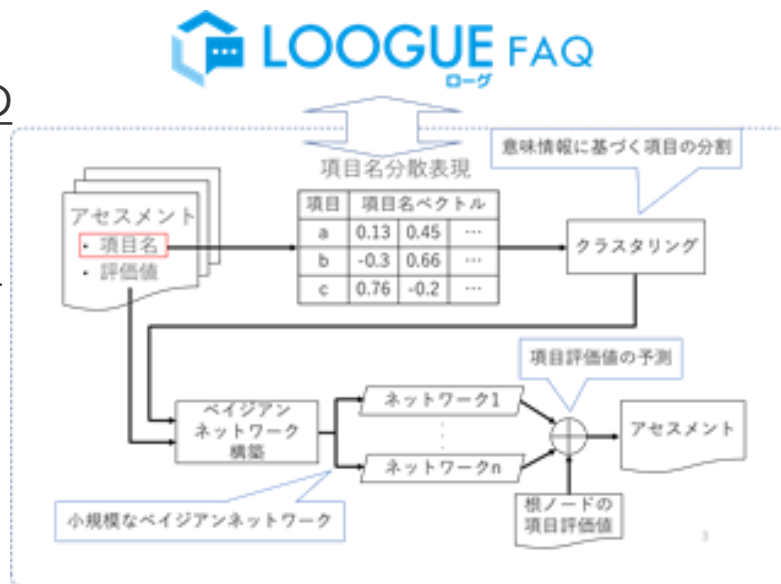 LOOGUE FAQ
ローグ
の
意味情報に基づく項目の分割
項目名分散表現
アセスメント
・ 項目名
・ 評価値
項目 項目名ベクトル
a 0.13 0.45 …
b -0.3 0.66 …
c 0.76 -0.2 …
クラスタリング
項目評価値の予測
ベイジアン
ネットワーク
構築
ネットワーク1
⋮
ネットワークn
アセスメント
小規模なベイジアンネットワーク
根ノードの
項目評価値
3